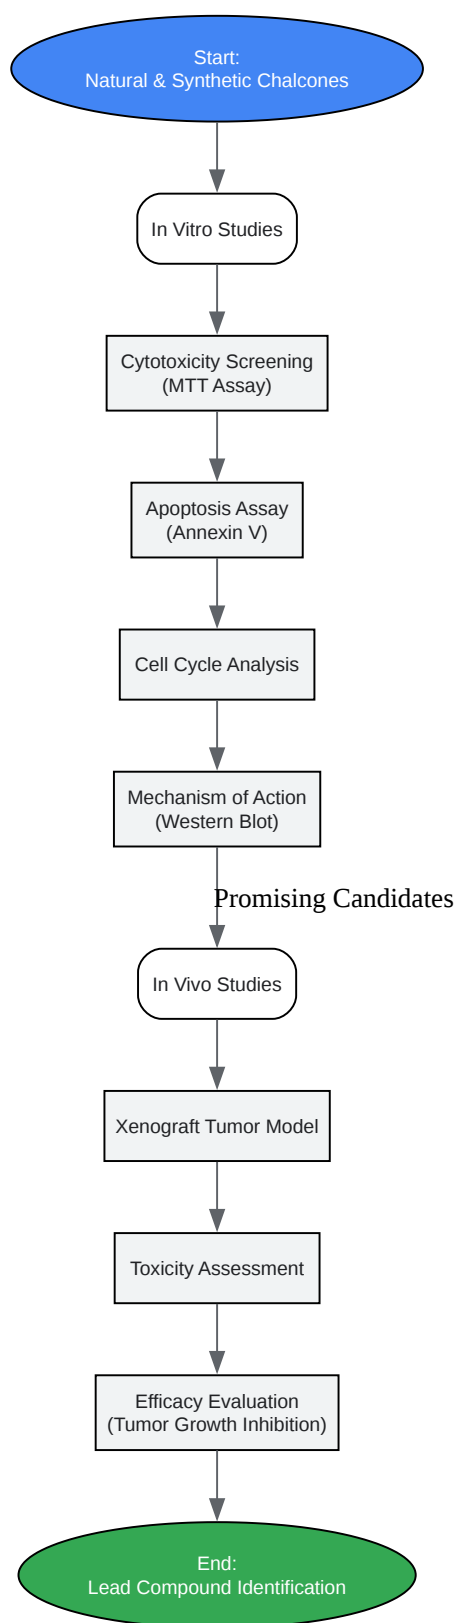 Start:
Natural & Synthetic Chalcones
In Vitro Studies
Cytotoxicity Screening
(MTT Assay)
Apoptosis Assay
(Annexin V)
Cell Cycle Analysis
Mechanism of Action
(Western Blot)
Promising Candidates
In Vivo Studies
Xenograft Tumor Model
Toxicity Assessment
Efficacy Evaluation
(Tumor Growth Inhibition)
End:
Lead Compound Identification